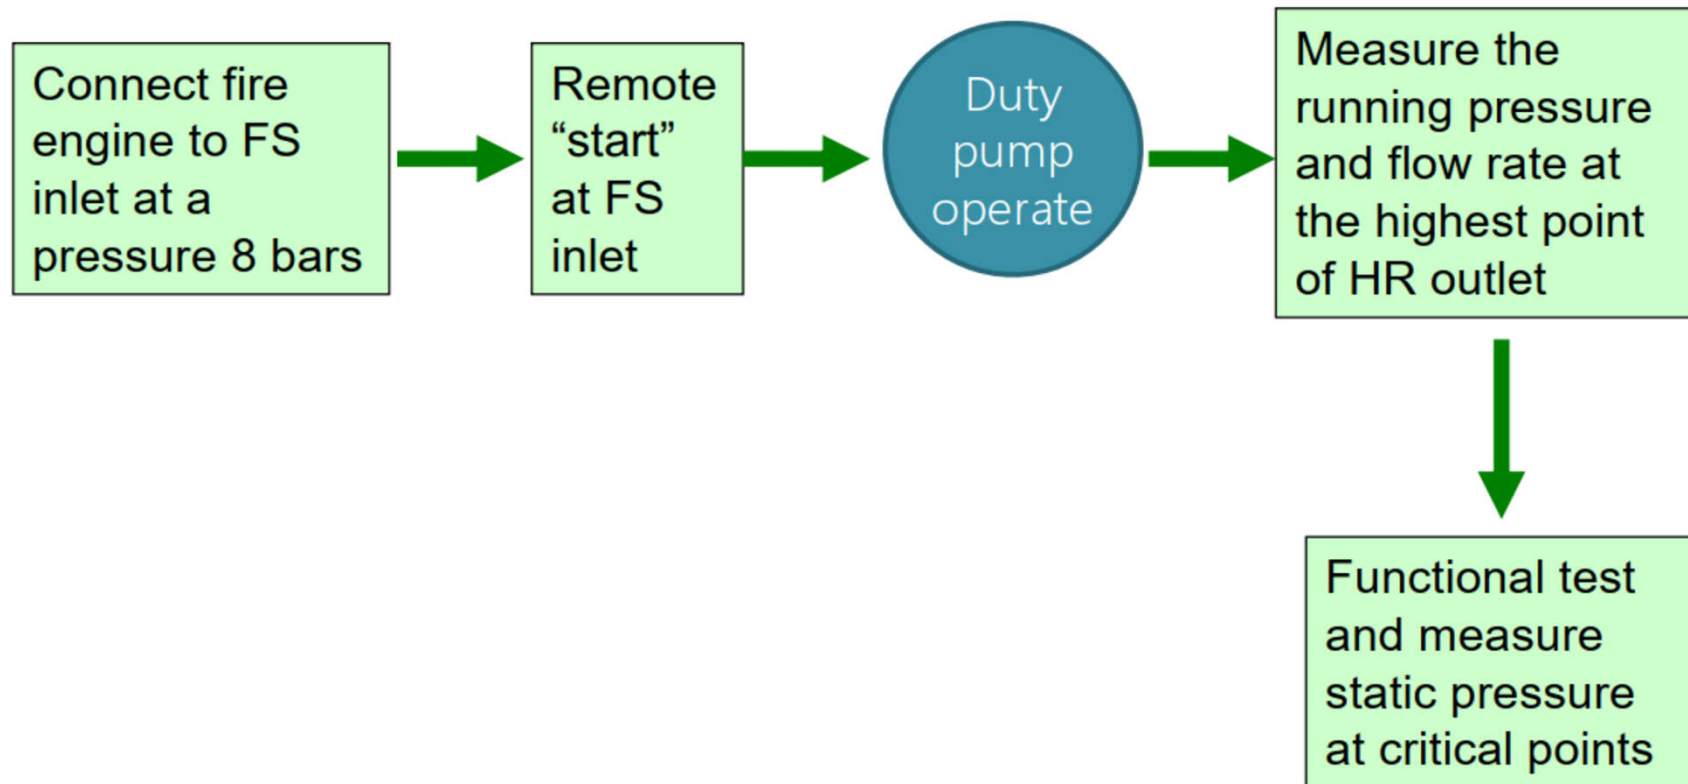 Connect fire
engine to FS
inlet at a
pressure 8 bars
Remote
“start”
at FS
inlet
Duty
pump
operate
Measure the
running pressure
and flow rate at
the highest point
of HR outlet
Functional test
and measure
static pressure
at critical points